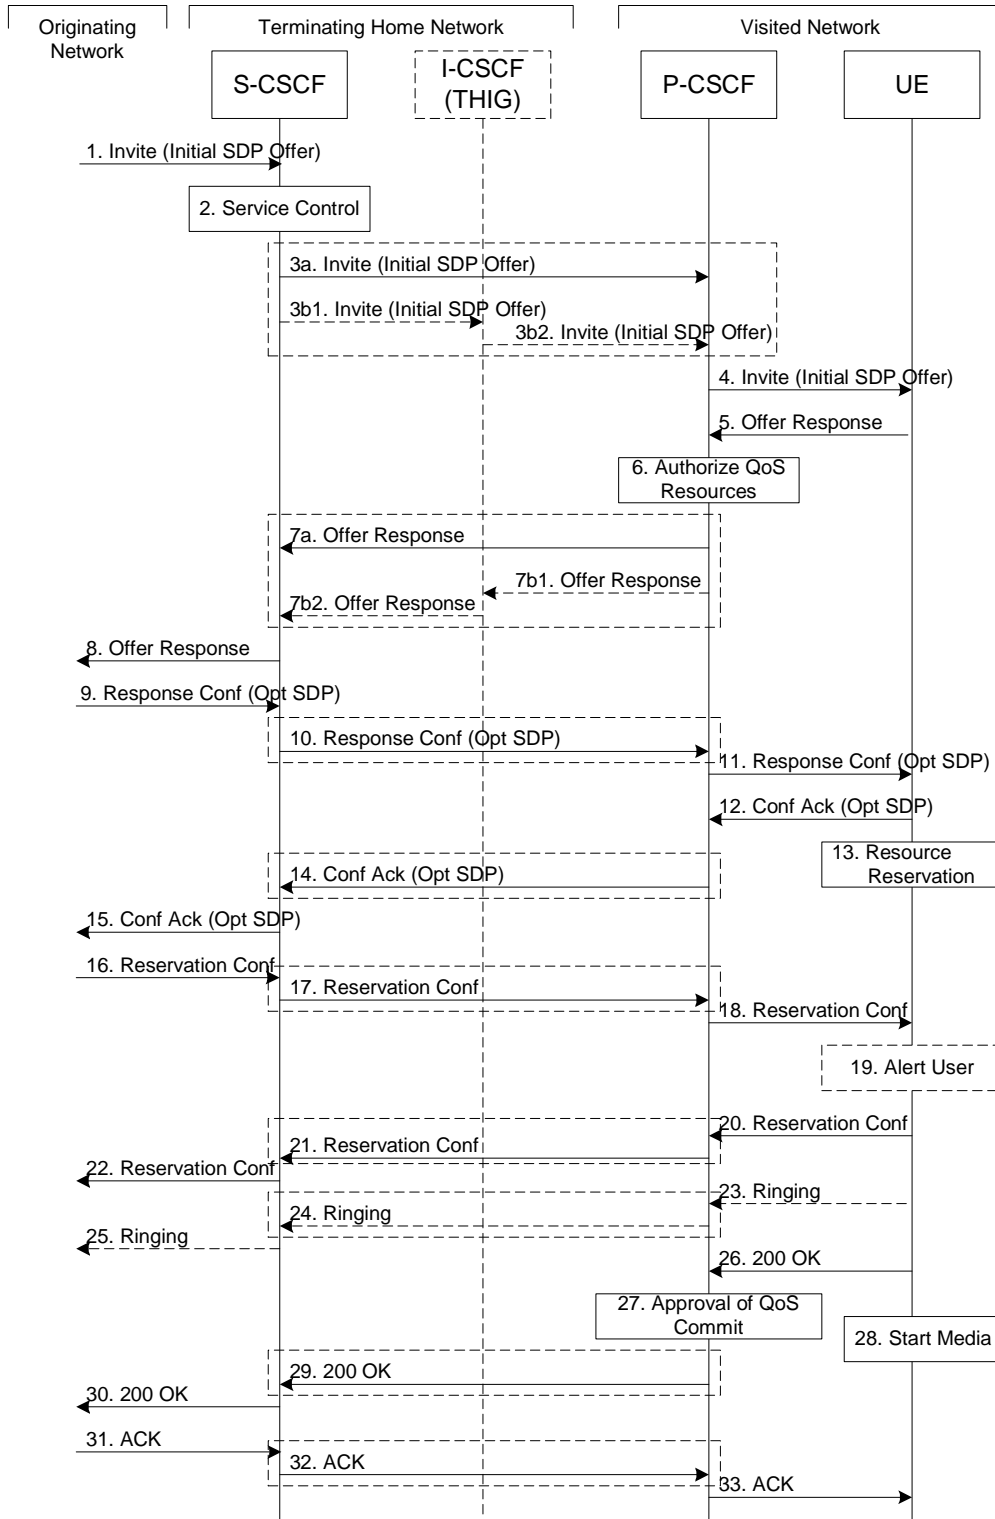 Originating
Network
Terminating Home Network
Visited Network
S-CSCF
I-CSCF
(THIG)
P-CSCF
UE
1. Invite (Initial SDP Offer)
2. Service Control
3a. Invite (Initial SDP Offer)
3b1. Invite (Initial SDP Offer)
3b2. Invite (Initial SDP Offer)
4. Invite (Initial SDP Offer)
5. Offer Response
6. Authorize QoS
Resources
7a. Offer Response
7b1. Offer Response
7b2. Offer Response
8. Offer Response
9. Response Conf (Opt SDP)
10. Response Conf (Opt SDP)
11. Response Conf (Opt SDP)
12. Conf Ack (Opt SDP)
13. Resource
Reservation
14. Conf Ack (Opt SDP)
15. Conf Ack (Opt SDP)
16. Reservation Conf
17. Reservation Conf
18. Reservation Conf
19. Alert User
20. Reservation Conf
21. Reservation Conf
22. Reservation Conf
23. Ringing
24. Ringing
25. Ringing
26. 200 OK
27. Approval of QoS
Commit
28. Start Media
29. 200 OK
30. 200 OK
31. ACK
32. ACK
33. ACK